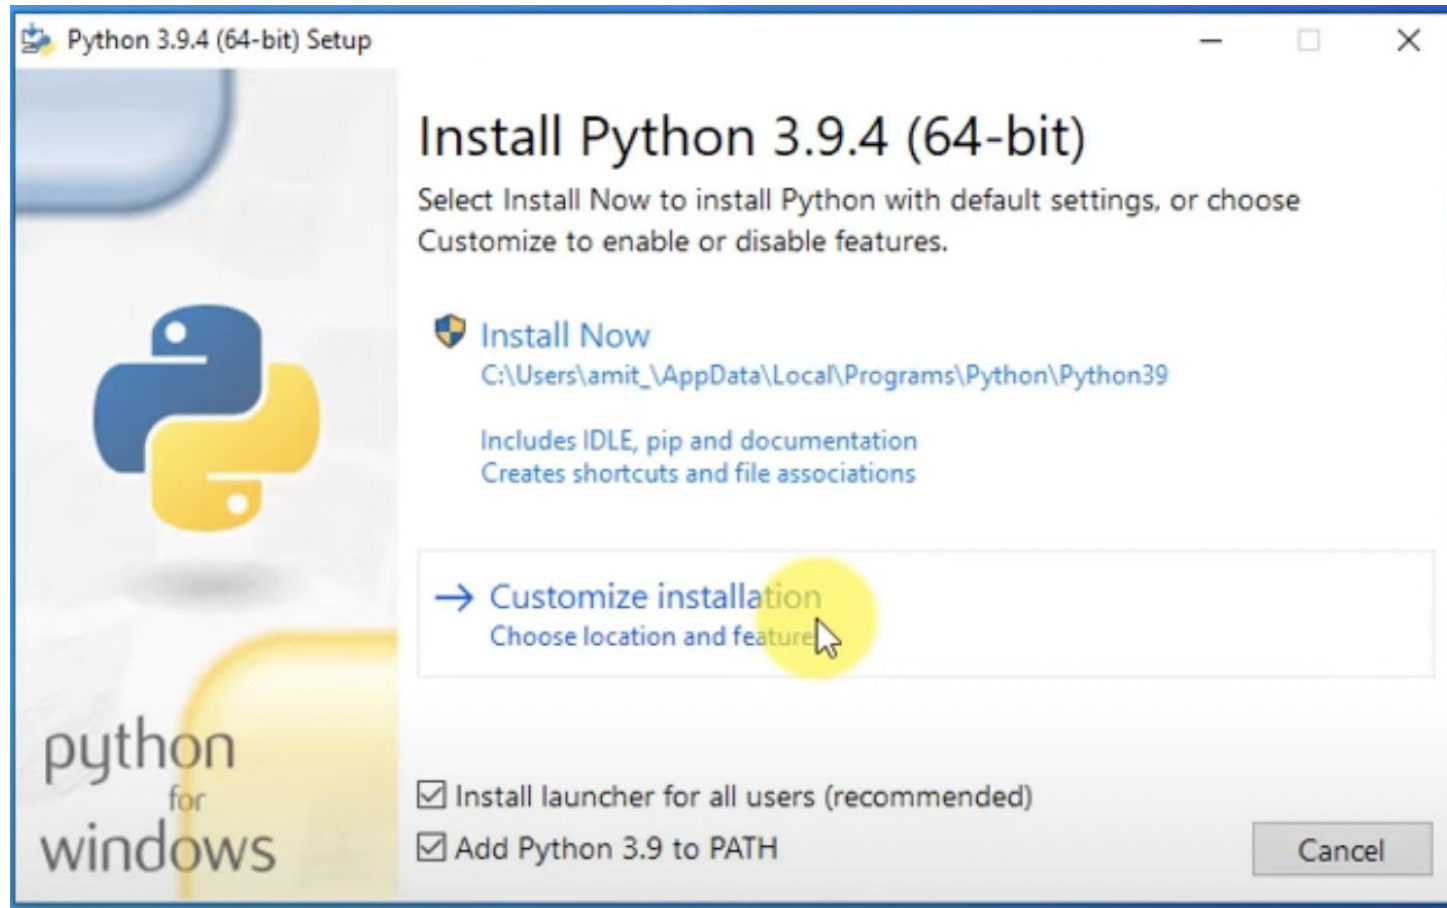 Python 3.9.4 (64-bit) Setup
Install Python 3.9.4 (64-bit)
Select Install Now to install Python with default settings, or choose
Customize to enable or disable features.
Install Now
C:\Users\amit_\AppData\Local\Programs\Python\Python39
Includes IDLE, pip and documentation
Creates shortcuts and file associations
Customize installation
Choose location and features
python
for
windows
Install launcher for all users (recommended)
Add Python 3.9 to PATH
Cancel